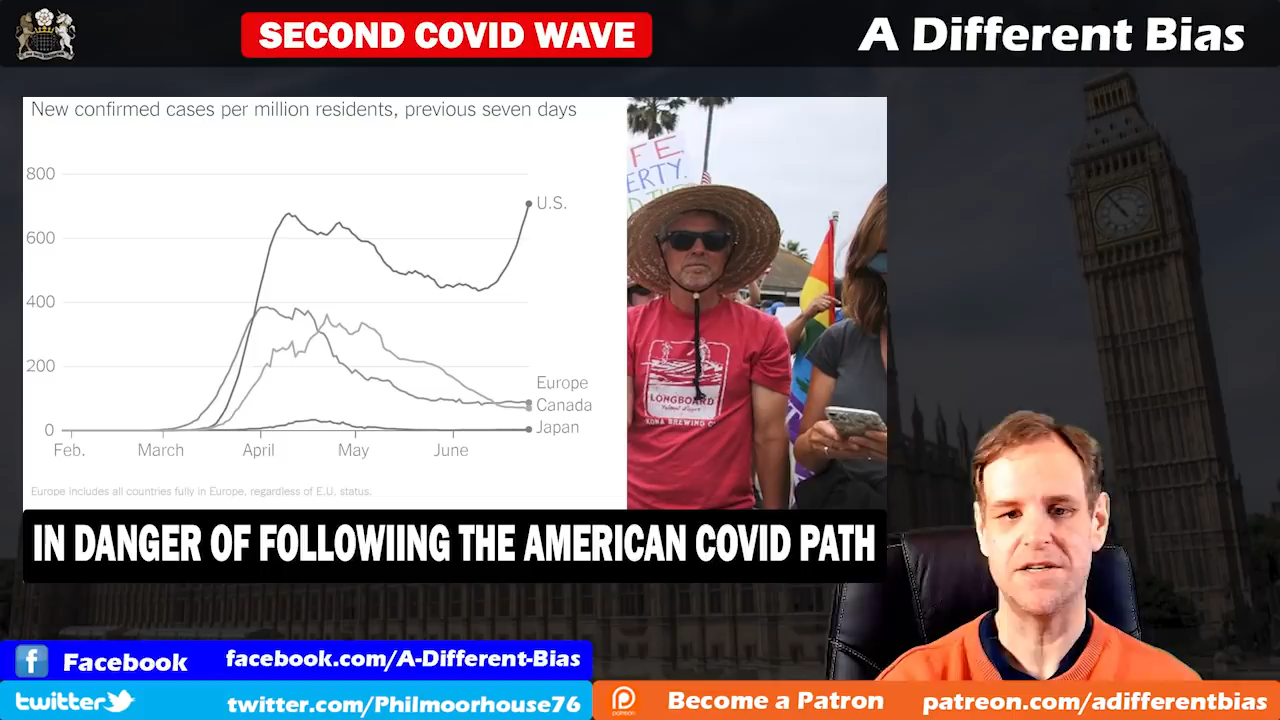 SECOND COVID WAVE
A Different Bias
New confirmed cases per million residents, previous seven days
800
600
400
200
0
U.S.
Europe
Canada
Japan
Feb.
March
April
May
June
Europe includes all countries fully in Europe, regardless of E.U. status.
FE,
ERTY.
LONGBOARD
KONA BREWING CO
IN DANGER OF FOLLOWIING THE AMERICAN COVID PATH
Facebook
facebook.com/A-Different-Bias
twitter
twitter.com/Philmoorhouse76
patreon
Become a Patron
patreon.com/adifferentbias